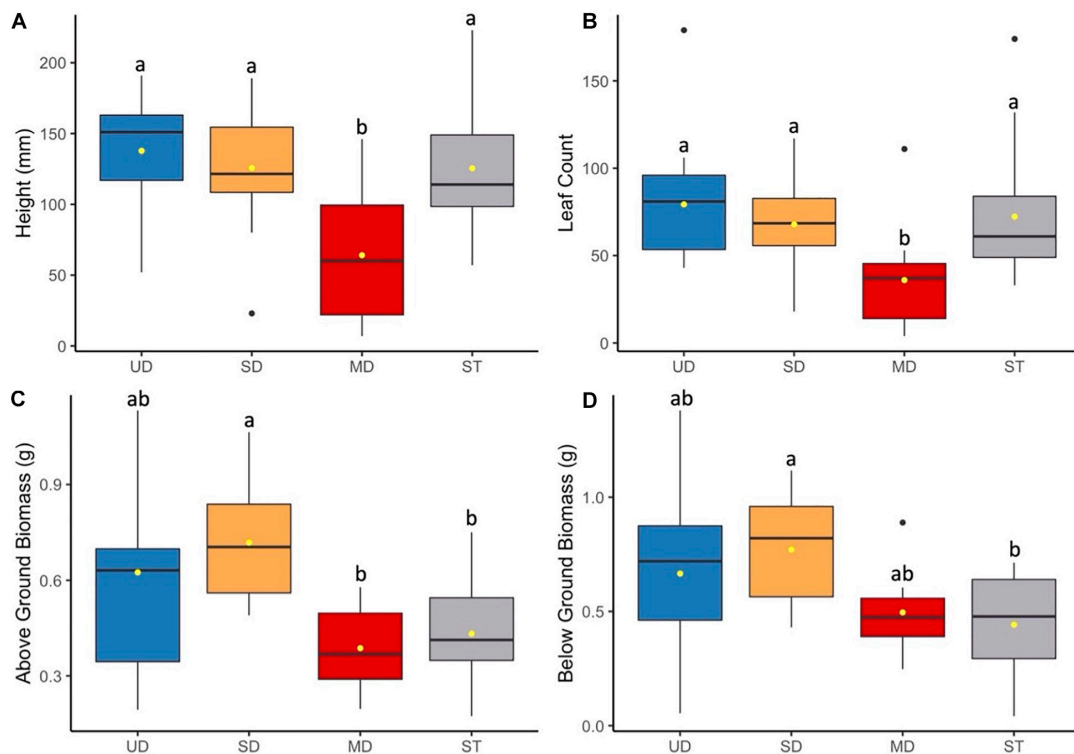 A
B
a
a
b
a
200
150
100
50
0
Height (mm)
UD
SD
MD
ST
a
a
b
a
150
100
50
0
Leaf Count
UD
SD
MD
ST
C
D
ab
a
b
b
0.9
0.6
0.3
Above Ground Biomass (g)
UD
SD
MD
ST
ab
a
ab
b
1.0
0.5
0.0
Below Ground Biomass (g)
UD
SD
MD
ST